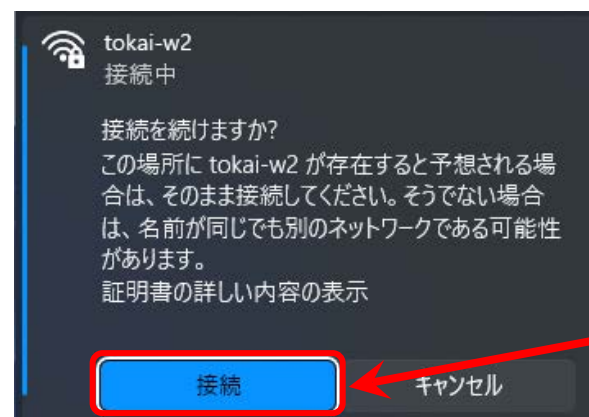 tokai-w2
接続中
接続を続けますか?
この場所に tokai-w2 が存在すると予想される場
合は、そのまま接続してください。そうでない場合
は、名前が同じでも別のネットワークである可能性
があります。
証明書の詳しい内容の表示
接続
キャンセル